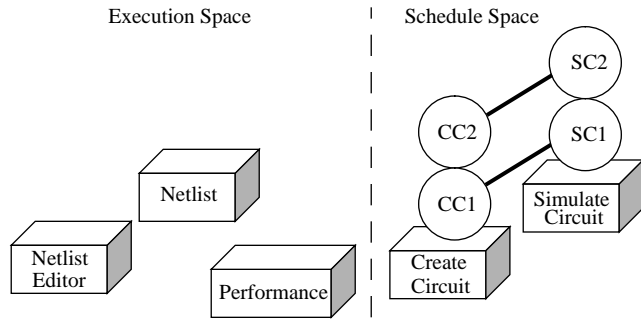 Execution Space
Schedule Space
SC2
CC2
SC1
Netlist
CC1
Simulate
Circuit
Netlist
Editor
Performance
Create
Circuit